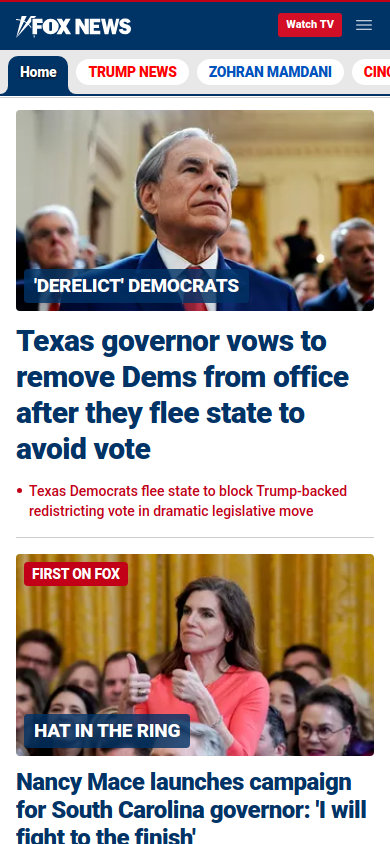 FOX NEWS
Watch TV
Home
TRUMP NEWS
ZOHRAN MAMDANI
'DERELICT' DEMOCRATS
Texas governor vows to
remove Dems from office
after they flee state to
avoid vote
• Texas Democrats flee state to block Trump-backed
redistricting vote in dramatic legislative move
FIRST ON FOX
HAT IN THE RING
Nancy Mace launches campaign
for South Carolina governor: 'I will
fight to the finish'